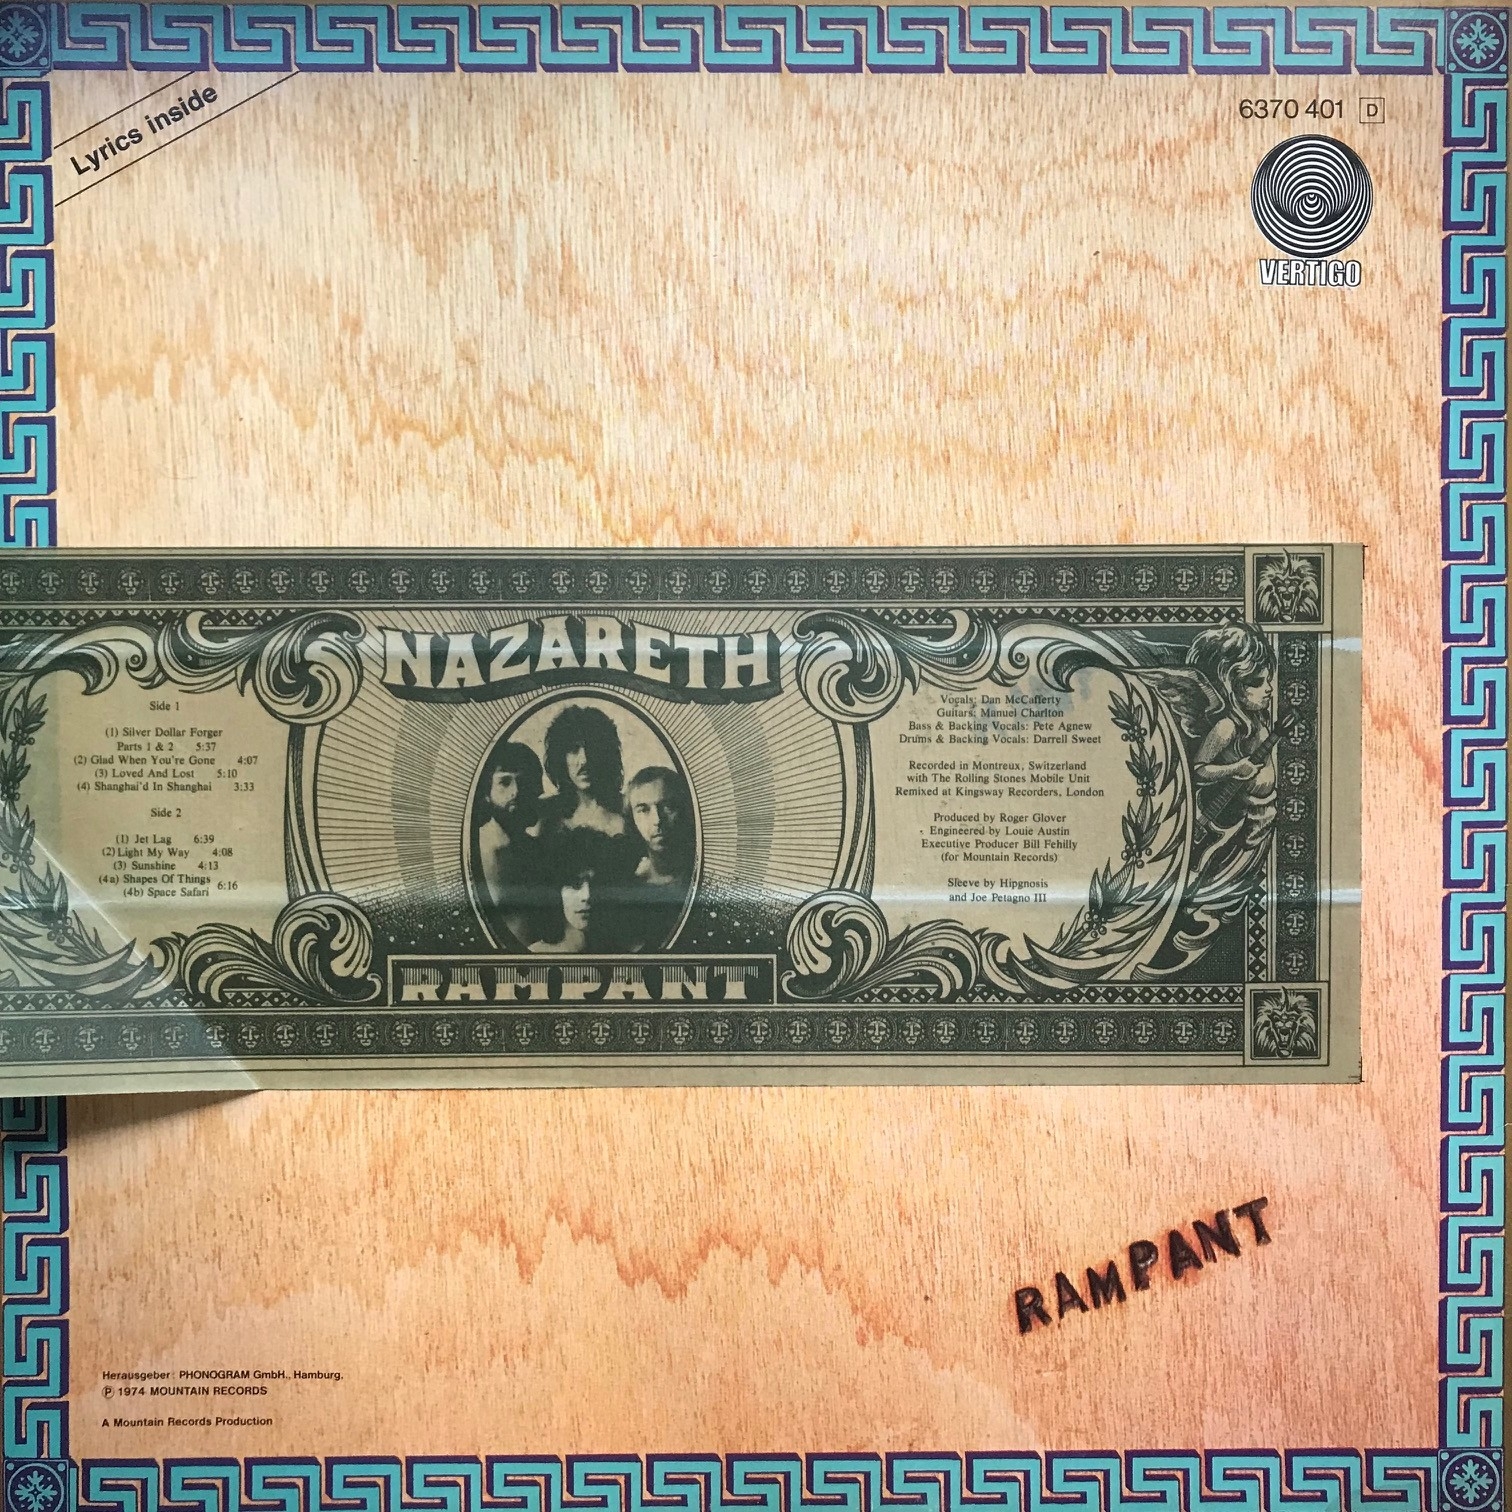 Lyrics inside
6370 401 D
VERTIGO
NAZARETH
Side 1
(1) Silver Dollar Forger
Parts 1 & 2 5:37
(2) Glad When You're Gone 4:07
(3) Loved And Lost 5:10
(4) Shanghai'd In Shanghai 3:33
Side 2
(1) Jet Lag 6:39
(2) Light My Way 4:08
(3) Sunshine 4:13
(4a) Shapes Of Things
(4b) Space Safari 6:16
Vocals: Dan McCafferty
Guitars: Manuel Charlton
Bass & Backing Vocals: Pete Agnew
Drums & Backing Vocals: Darrell Sweet
Recorded in Montreux, Switzerland
with The Rolling Stones Mobile Unit
Remixed at Kingsway Recorders, London
Produced by Roger Glover
Engineered by Louie Austin
Executive Producer Bill Fehilly
(for Mountain Records)
Sleeve by Hipgnosis
and Joe Petagno III
RAMPANT
RAMPANT
Herausgeber: PHONOGRAM GmbH., Hamburg.
Ⓟ 1974 MOUNTAIN RECORDS
A Mountain Records Production